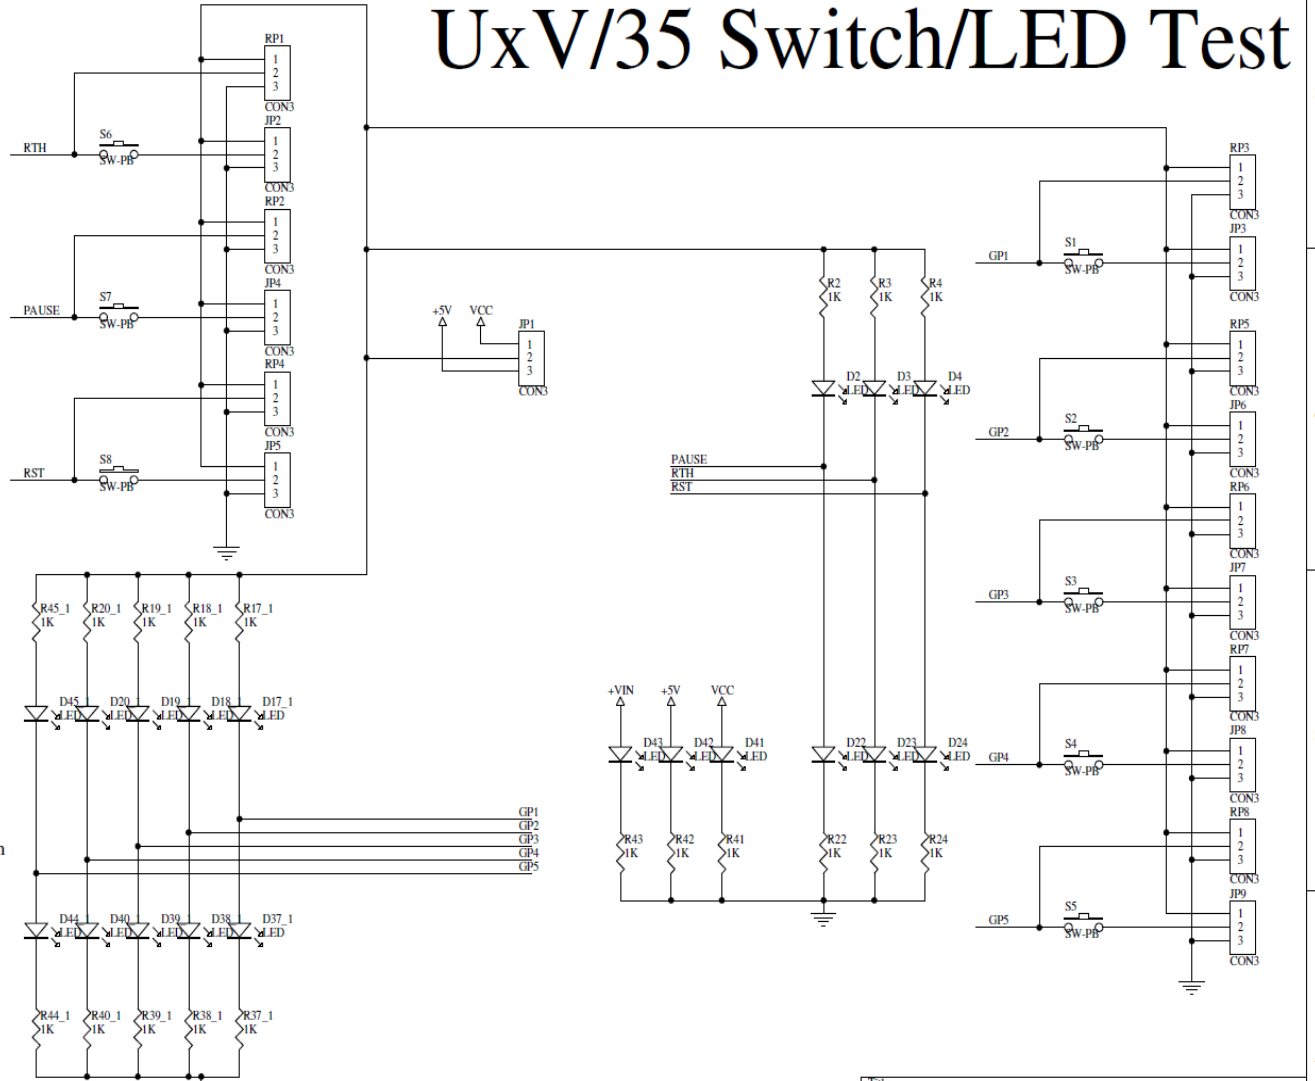 UxV/35 Switch/LED Test
RP1
1
2
3
CON3
JP2
1
2
3
CON3
RTH
S6
SW-PB
RP2
1
2
3
CON3
JP4
1
2
3
CON3
PAUSE
S7
SW-PB
RP4
1
2
3
CON3
JP5
1
2
3
CON3
RST
S8
SW-PB
+5V
VCC
JP1
1
2
3
CON3
R2
1K
R3
1K
R4
1K
D2
LED
D3
LED
D4
LED
PAUSE
RTH
RST
RP3
1
2
3
CON3
JP3
1
2
3
CON3
GP1
S1
SW-PB
RP5
1
2
3
CON3
JP6
1
2
3
CON3
GP2
S2
SW-PB
RP6
1
2
3
CON3
JP7
1
2
3
CON3
GP3
S3
SW-PB
RP7
1
2
3
CON3
JP8
1
2
3
CON3
GP4
S4
SW-PB
RP8
1
2
3
CON3
JP9
1
2
3
CON3
GP5
S5
SW-PB
R45_1
1K
R20_1
1K
R19_1
1K
R18_1
1K
R17_1
1K
D45_1
LED
D20_1
LED
D19_1
LED
D18_1
LED
D17_1
LED
GP1
GP2
GP3
GP4
GP5
n
D44_1
LED
D40_1
LED
D39_1
LED
D38_1
LED
D37_1
LED
R44_1
1K
R40_1
1K
R39_1
1K
R38_1
1K
R37_1
1K
+VIN
+5V
VCC
D43
LED
D42
LED
D41
LED
D22
LED
D23
LED
D24
LED
R43
1K
R42
1K
R41
1K
R22
1K
R23
1K
R24
1K